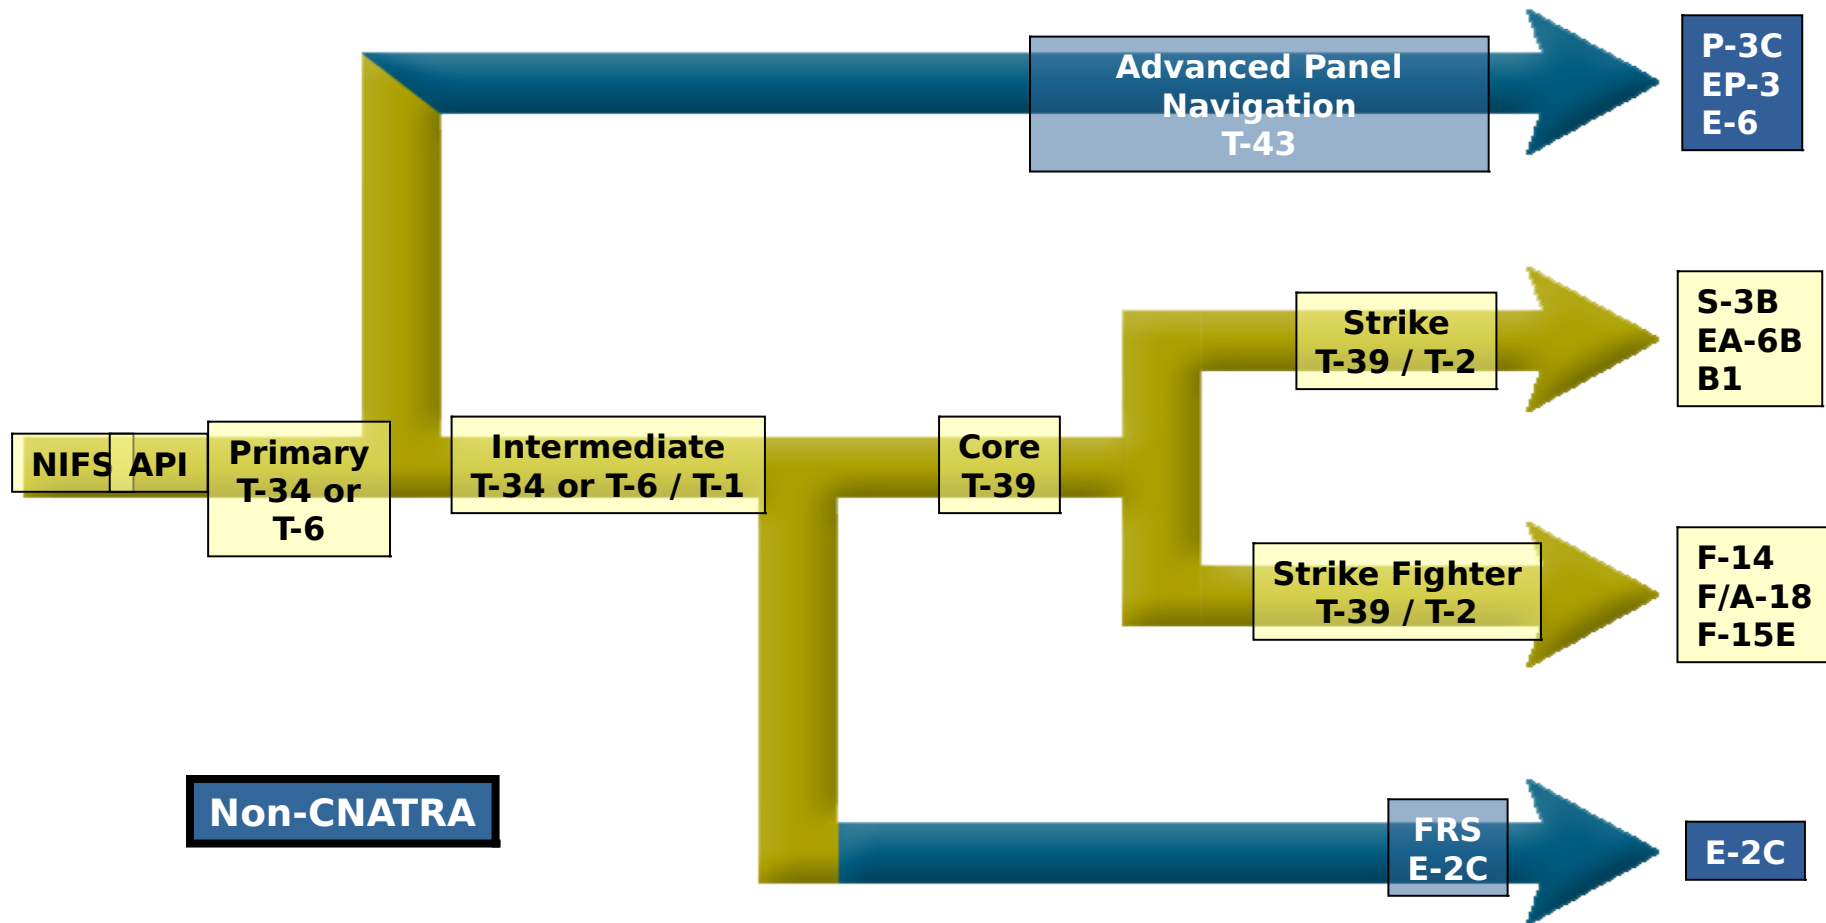 Advanced Panel
Navigation
T-43
P-3C
EP-3
E-6
Strike
T-39 / T-2
S-3B
EA-6B
B1
NIFS
API
Primary
T-34 or
T-6
Intermediate
T-34 or T-6 / T-1
Core
T-39
Strike Fighter
T-39 / T-2
F-14
F/A-18
F-15E
Non-CNATRA
FRS
E-2C
E-2C